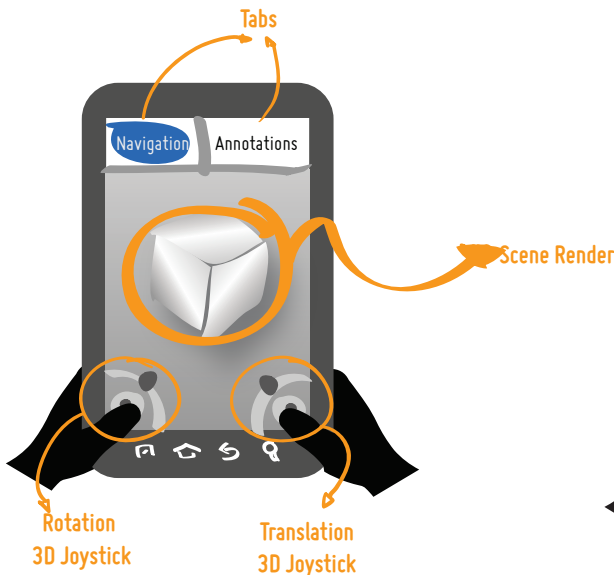 Tabs
Navigation
Annotations
Scene Render
Rotation
3D Joystick
Translation
3D Joystick